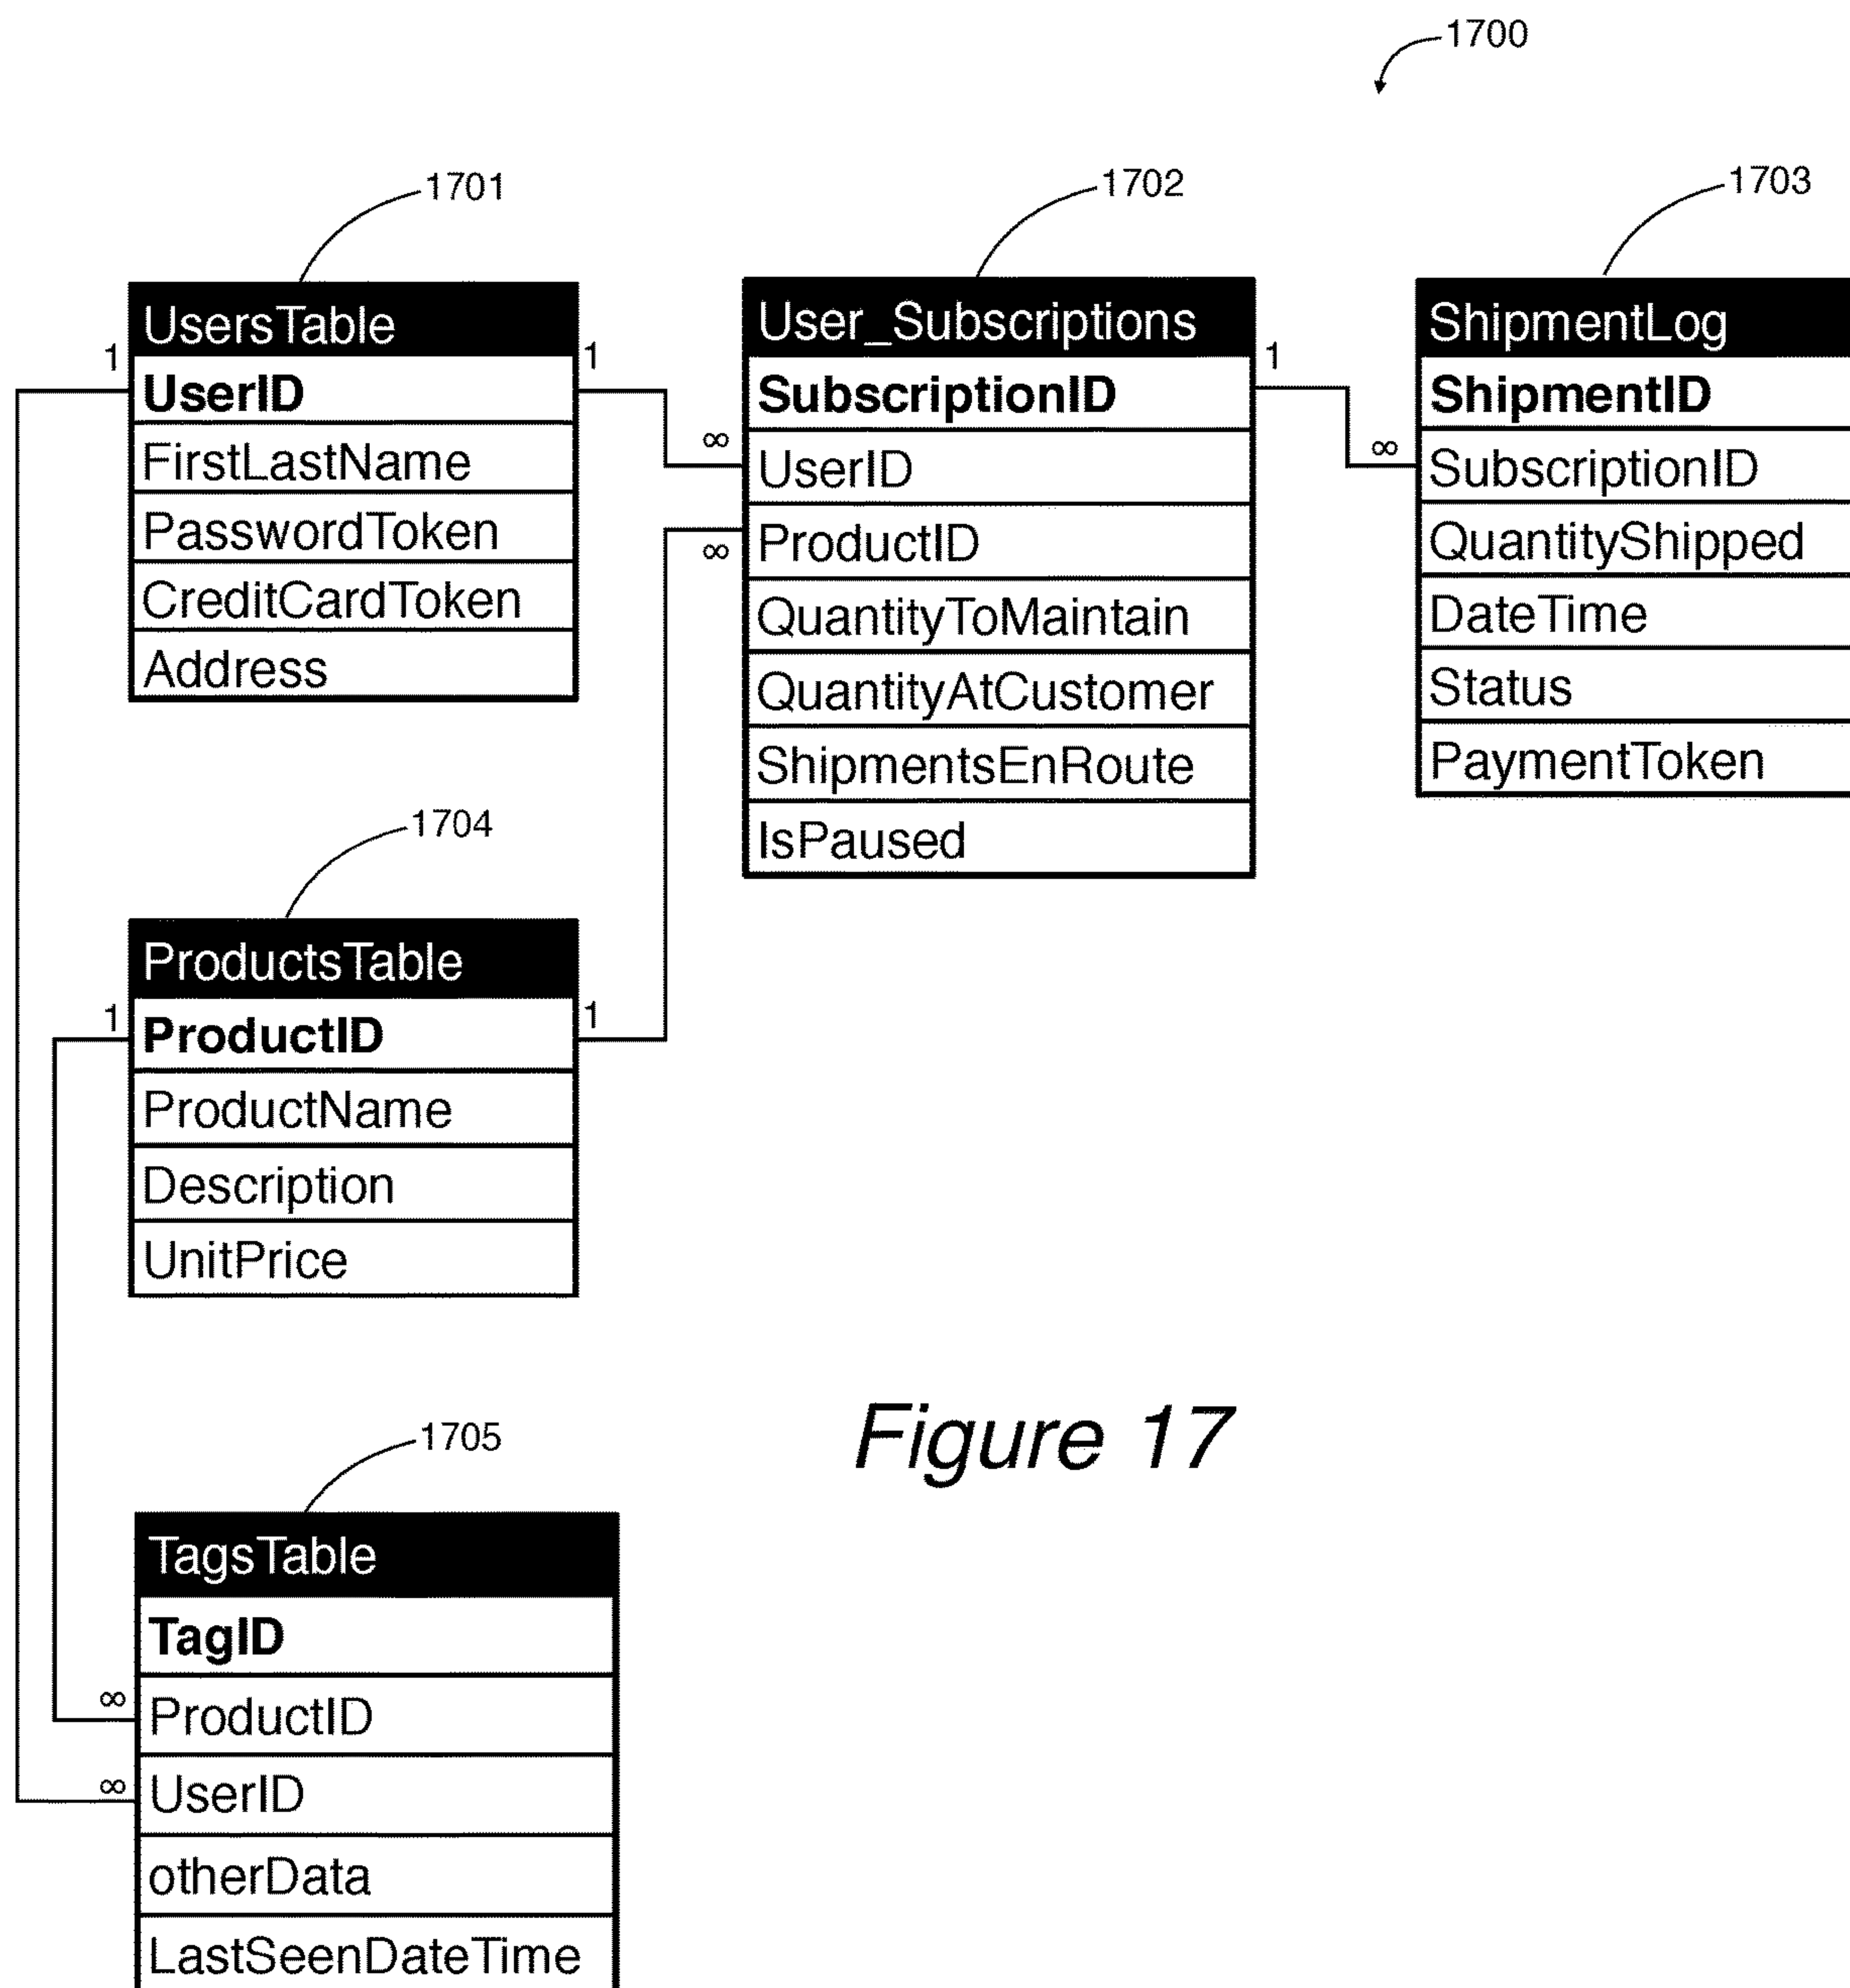 1700
1701
UsersTable
1
1
UserID
FirstLastName
PasswordToken
CreditCardToken
Address
1702
User_Subscriptions
1
SubscriptionID
∞
UserID
∞
ProductID
QuantityToMaintain
QuantityAtCustomer
ShipmentsEnRoute
IsPaused
1703
ShipmentLog
ShipmentID
∞
SubscriptionID
QuantityShipped
DateTime
Status
PaymentToken
1704
ProductsTable
1
1
ProductID
ProductName
Description
UnitPrice
1705
TagsTable
TagID
∞
ProductID
∞
UserID
otherData
LastSeenDateTime
Figure 17